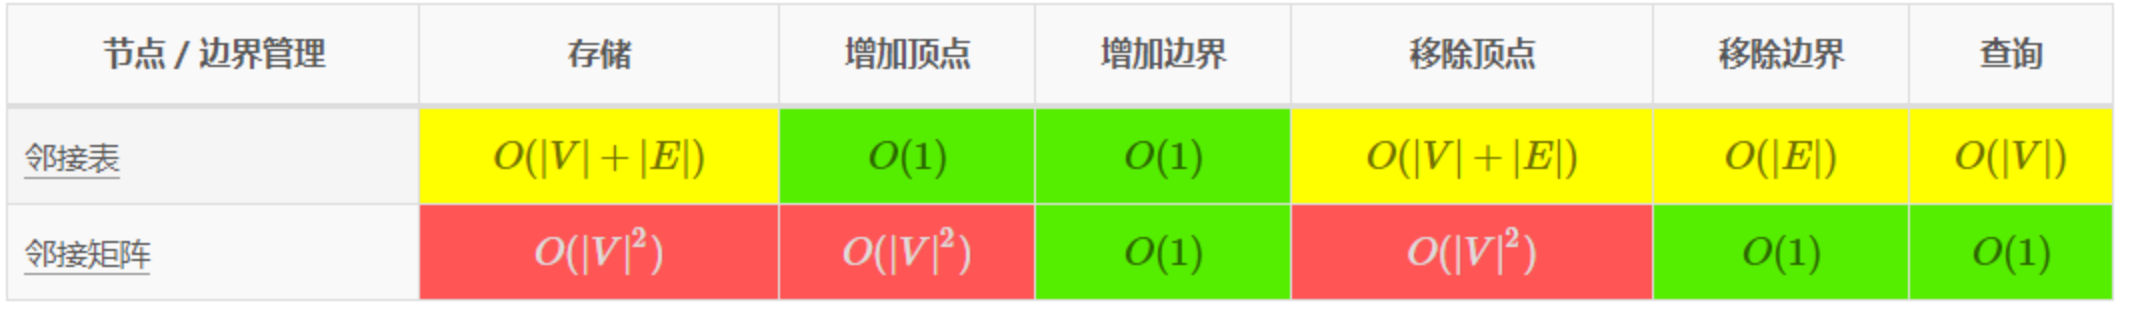 节点 / 边界管理 存储 增加顶点 增加边界 移除顶点 移除边界 查询
邻接表 O(|V| + |E|) O(1) O(1) O(|V| + |E|) O(|E|) O(|V|)
邻接矩阵 O(|V|²) O(|V|²) O(1) O(|V|²) O(1) O(1)